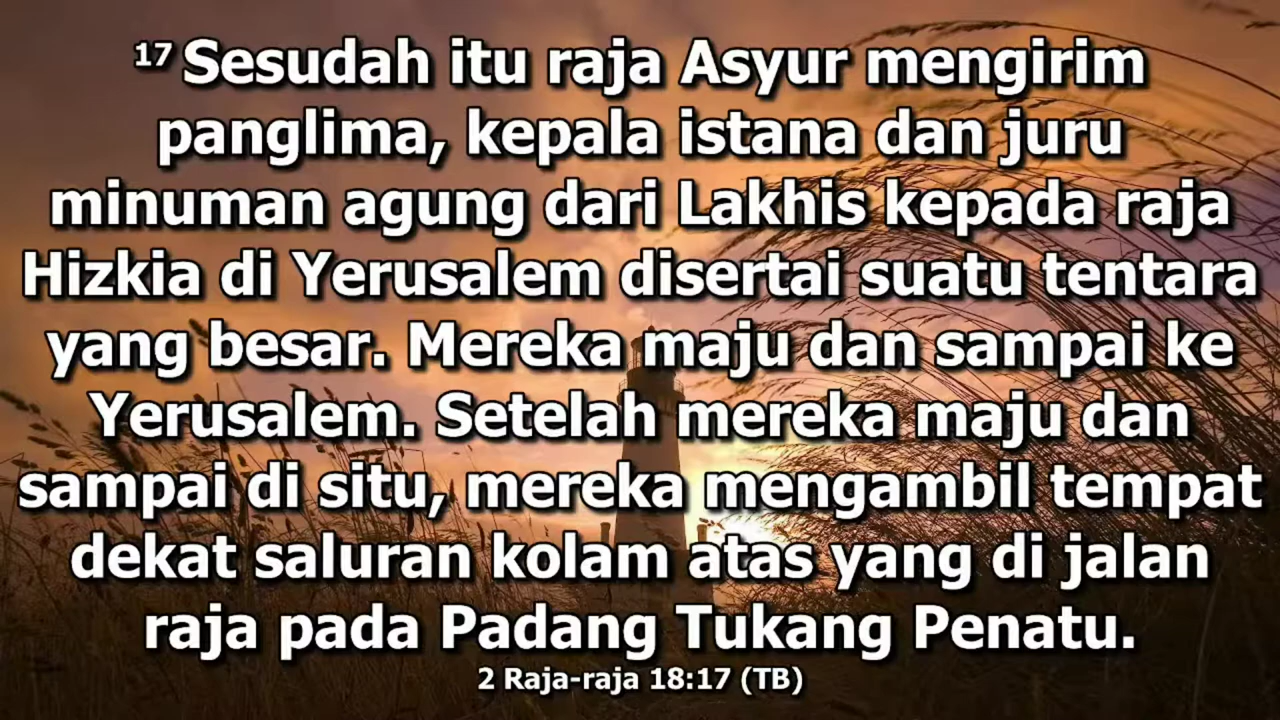 17 Sesudah itu raja Asyur mengirim
panglima, kepala istana dan juru
minuman agung dari Lakhis kepada raja
Hizkia di Yerusalem disertai suatu tentara
yang besar. Mereka maju dan sampai ke
Yerusalem. Setelah mereka maju dan
sampai di situ, mereka mengambil tempat
dekat saluran kolam atas yang di jalan
raja pada Padang Tukang Penatu.
2 Raja-raja 18:17 (TB)